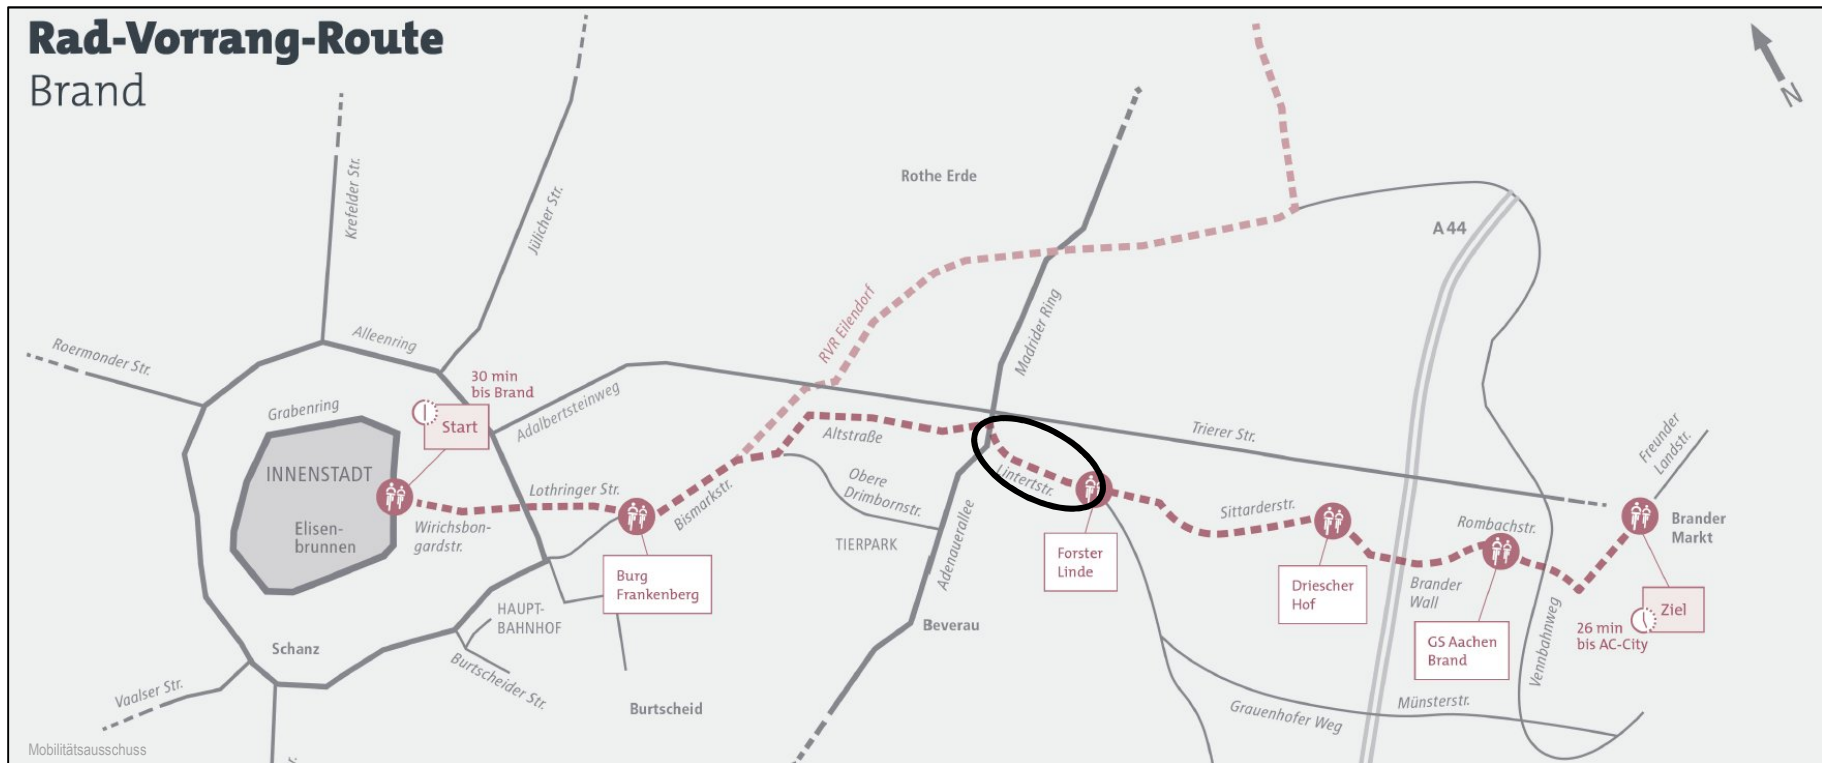 Rad-Vorrang-Route
Brand
N
Krefelder Str.
Jülicher Str.
Rothe Erde
A 44
Roermonder Str.
Alleenring
RVR Eilendorf
Madrider Ring
30 min
bis Brand
Start
Grabenring
Adalbertsteinweg
Altstraße
Trierer Str.
Freunder
Landstr.
INNENSTADT
Elisen-
brunnen
Lothringer Str.
Wirichsbon-
gardstr.
Bismarkstr.
Obere
Drimbornstr.
Lintertstr.
Sittarderstr.
Rombachstr.
Brander
Markt
TIERPARK
Adenauerallee
Burg
Frankenberg
Forster
Linde
Driescher
Hof
Brander
Wall
GS Aachen
Brand
Vennbahnweg
Ziel
26 min
bis AC-City
HAUPT-
BAHNHOF
Beverau
Schanz
Burtscheider Str.
Vaalser Str.
Burtscheid
Grauenhofer Weg
Münsterstr.
Mobilitätsausschuss